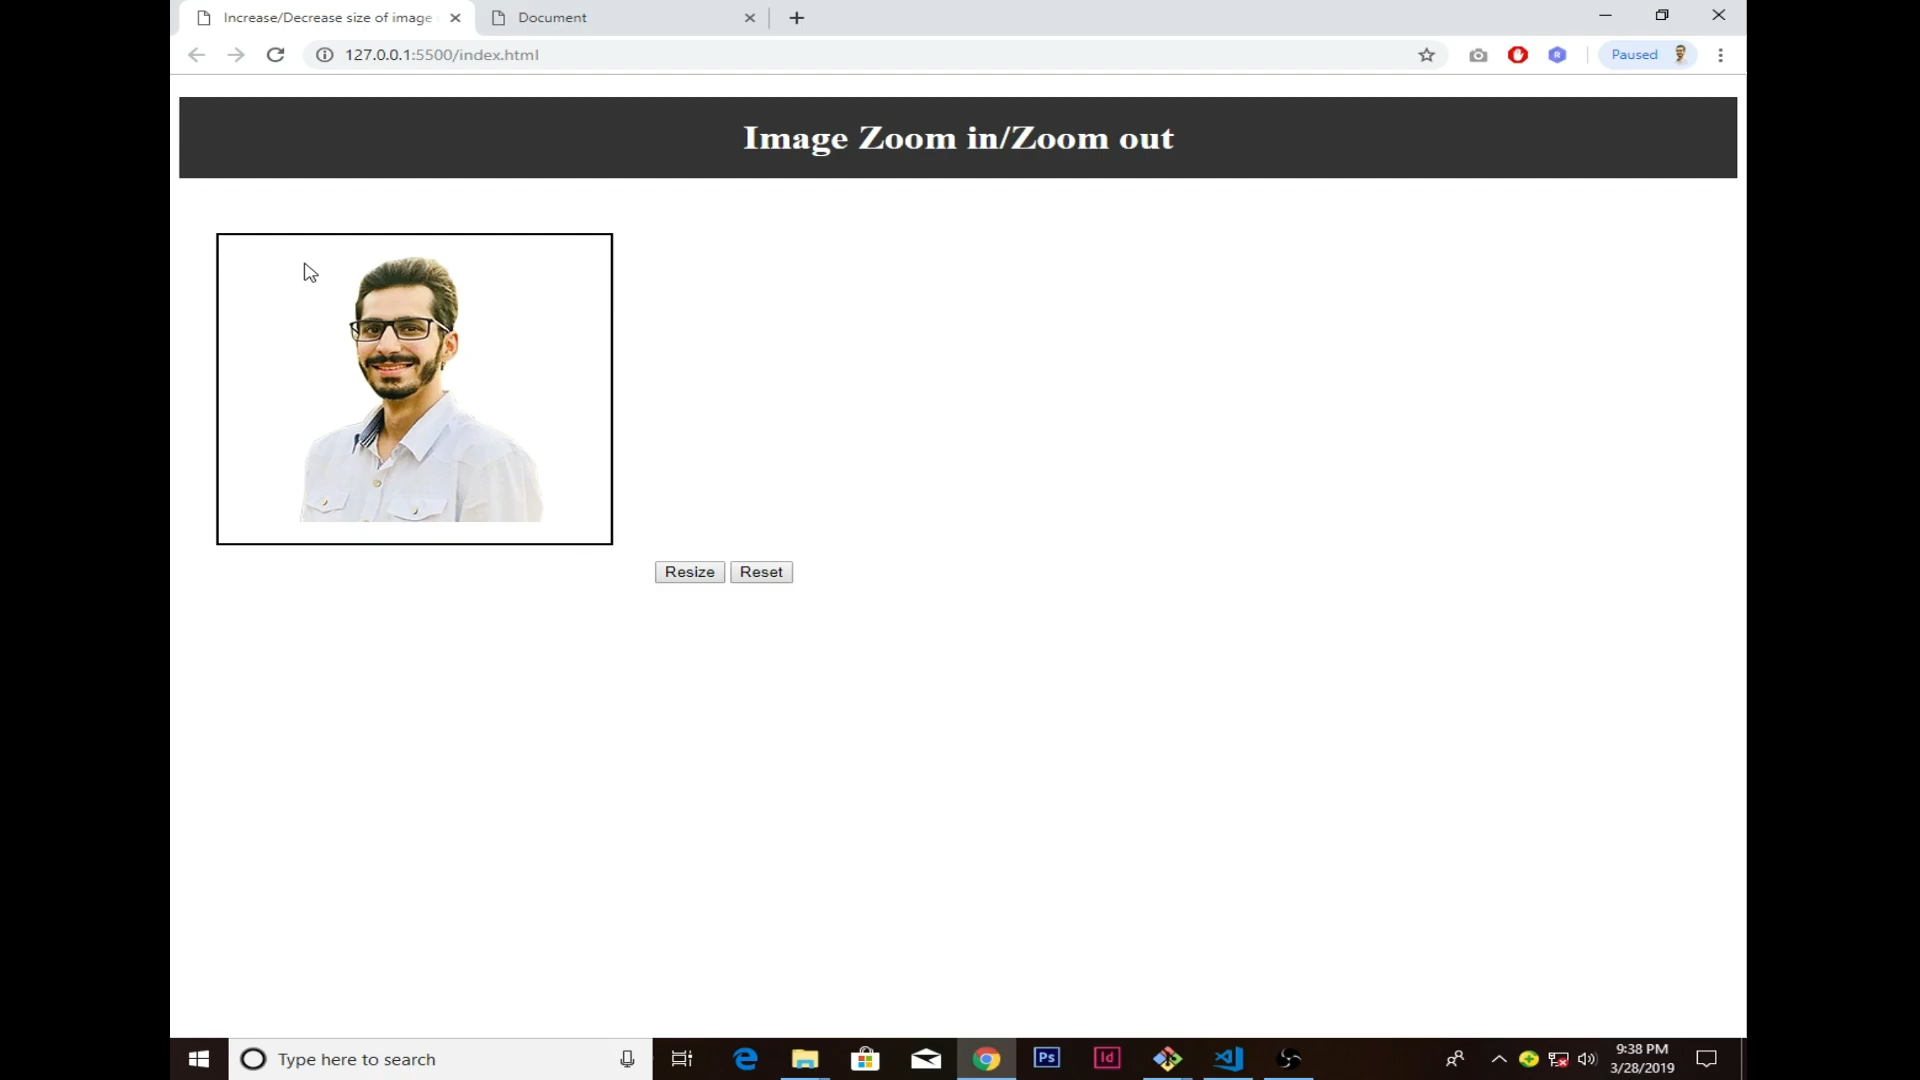 Increase/Decrease size of image
Document
127.0.0.1:5500/index.html
R
Paused
Image Zoom in/Zoom out
Resize Reset
Type here to search
Ps
Id
9:38 PM
3/28/2019